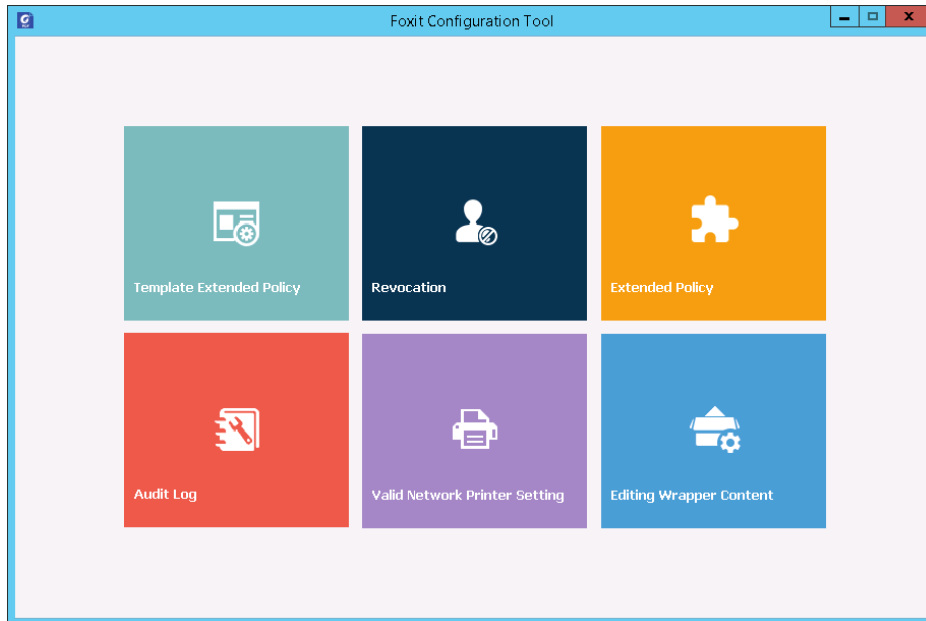 Foxit Configuration Tool
Template Extended Policy
Revocation
Extended Policy
Audit Log
Valid Network Printer Setting
Editing Wrapper Content